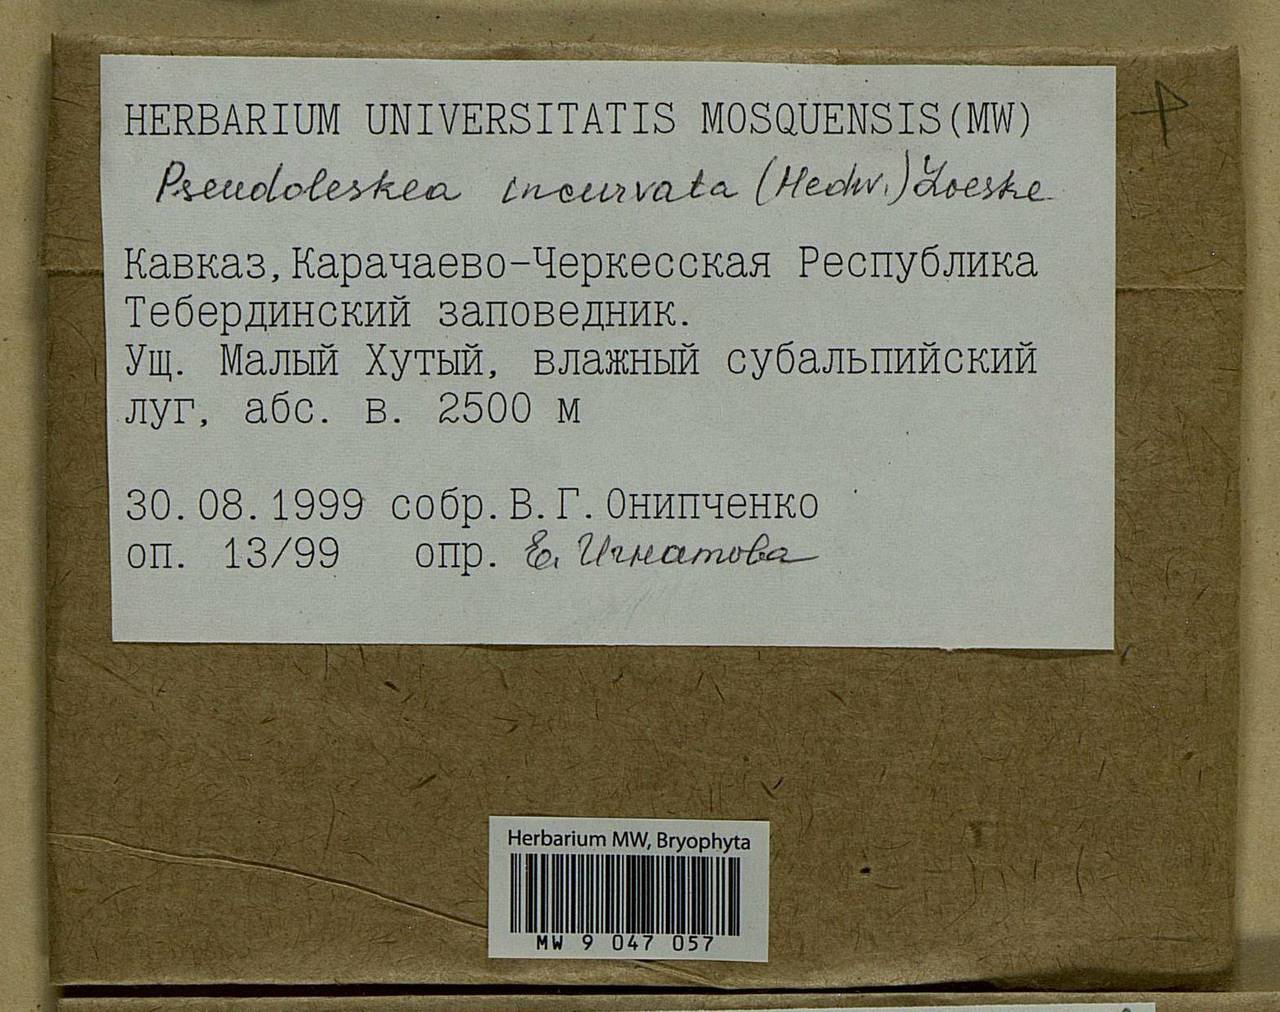 HERBARIUM UNIVERSITATIS MOSQUENSIS(MW)
Pseudoleskea incurvata (Hedw.) Loeske
Кавказ, Карачаево-Черкесская Республика
Тебердинский заповедник.
Ущ. Малый Хутый, влажный субальпийский
луг, абс. в. 2500 м
30.08.1999 собр. В.Г. Онипченко
оп. 13/99 опр. Е. Игнатова
Herbarium MW, Bryophyta
MW 9 047 057